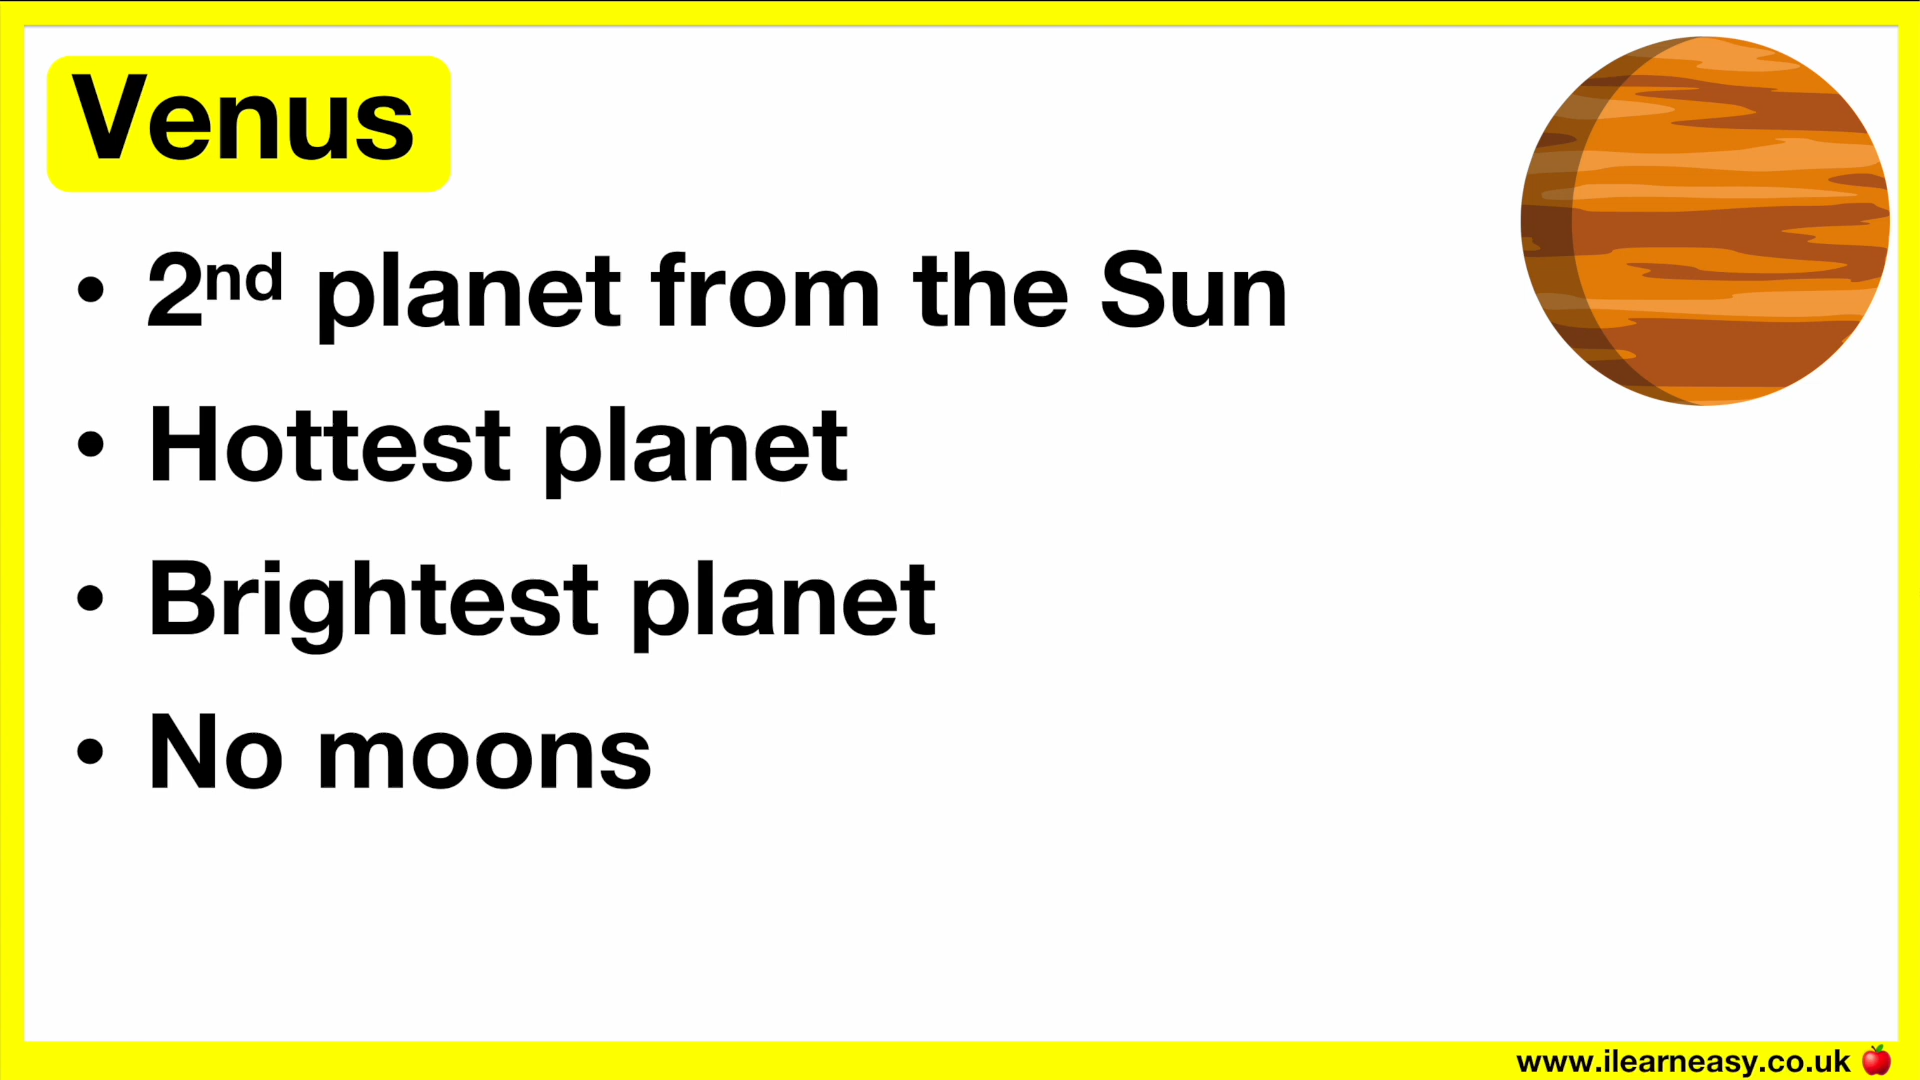 Venus
• 2nd planet from the Sun
• Hottest planet
• Brightest planet
• No moons
www.ilearneasy.co.uk